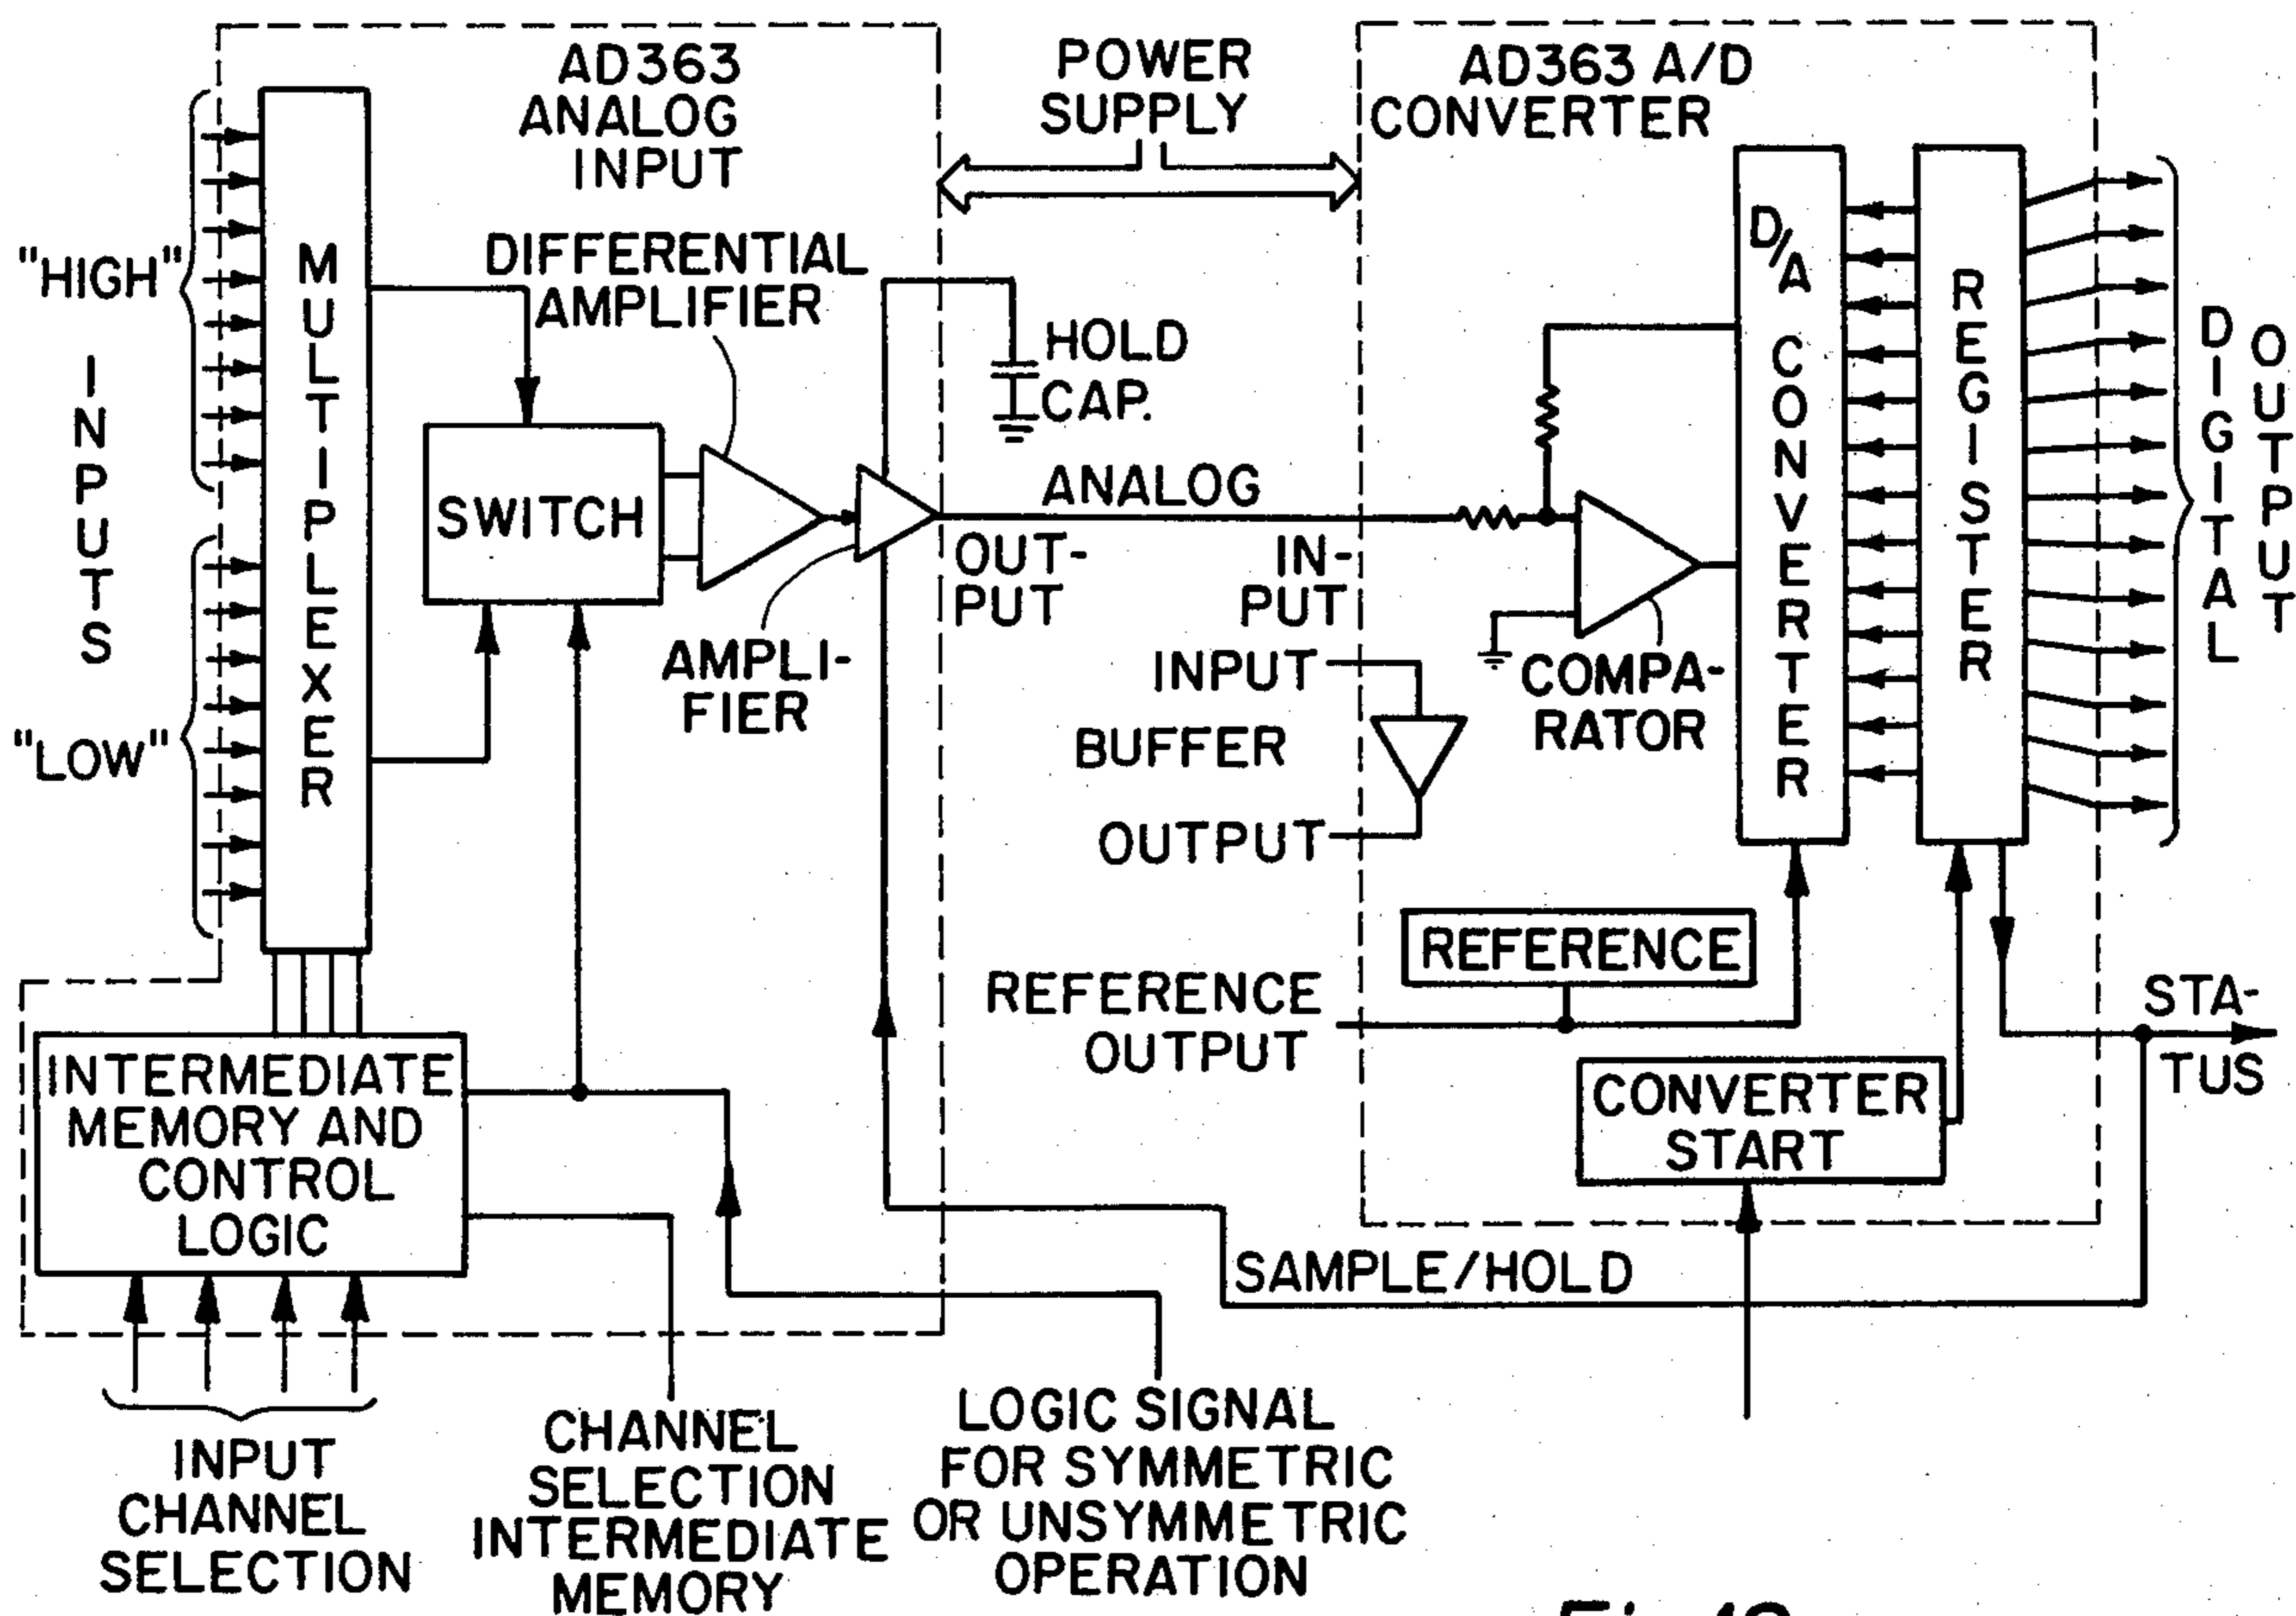 AD363
ANALOG
INPUT
POWER
SUPPLY
AD363 A/D
CONVERTER
"HIGH"
INPUTS
"LOW"
MULTIPLEXER
DIFFERENTIAL
AMPLIFIER
HOLD
CAP.
SWITCH
AMPLI-
FIER
ANALOG
OUT-
PUT
IN-
PUT
INPUT
BUFFER
OUTPUT
COMPA-
RATOR
D/A CONVERTER
REGISTER
DIGITAL
OUTPUT
REFERENCE
REFERENCE
OUTPUT
CONVERTER
START
STA-
TUS
INTERMEDIATE
MEMORY AND
CONTROL
LOGIC
SAMPLE/HOLD
INPUT
CHANNEL
SELECTION
CHANNEL
SELECTION
INTERMEDIATE
MEMORY
LOGIC SIGNAL
FOR SYMMETRIC
OR UNSYMMETRIC
OPERATION